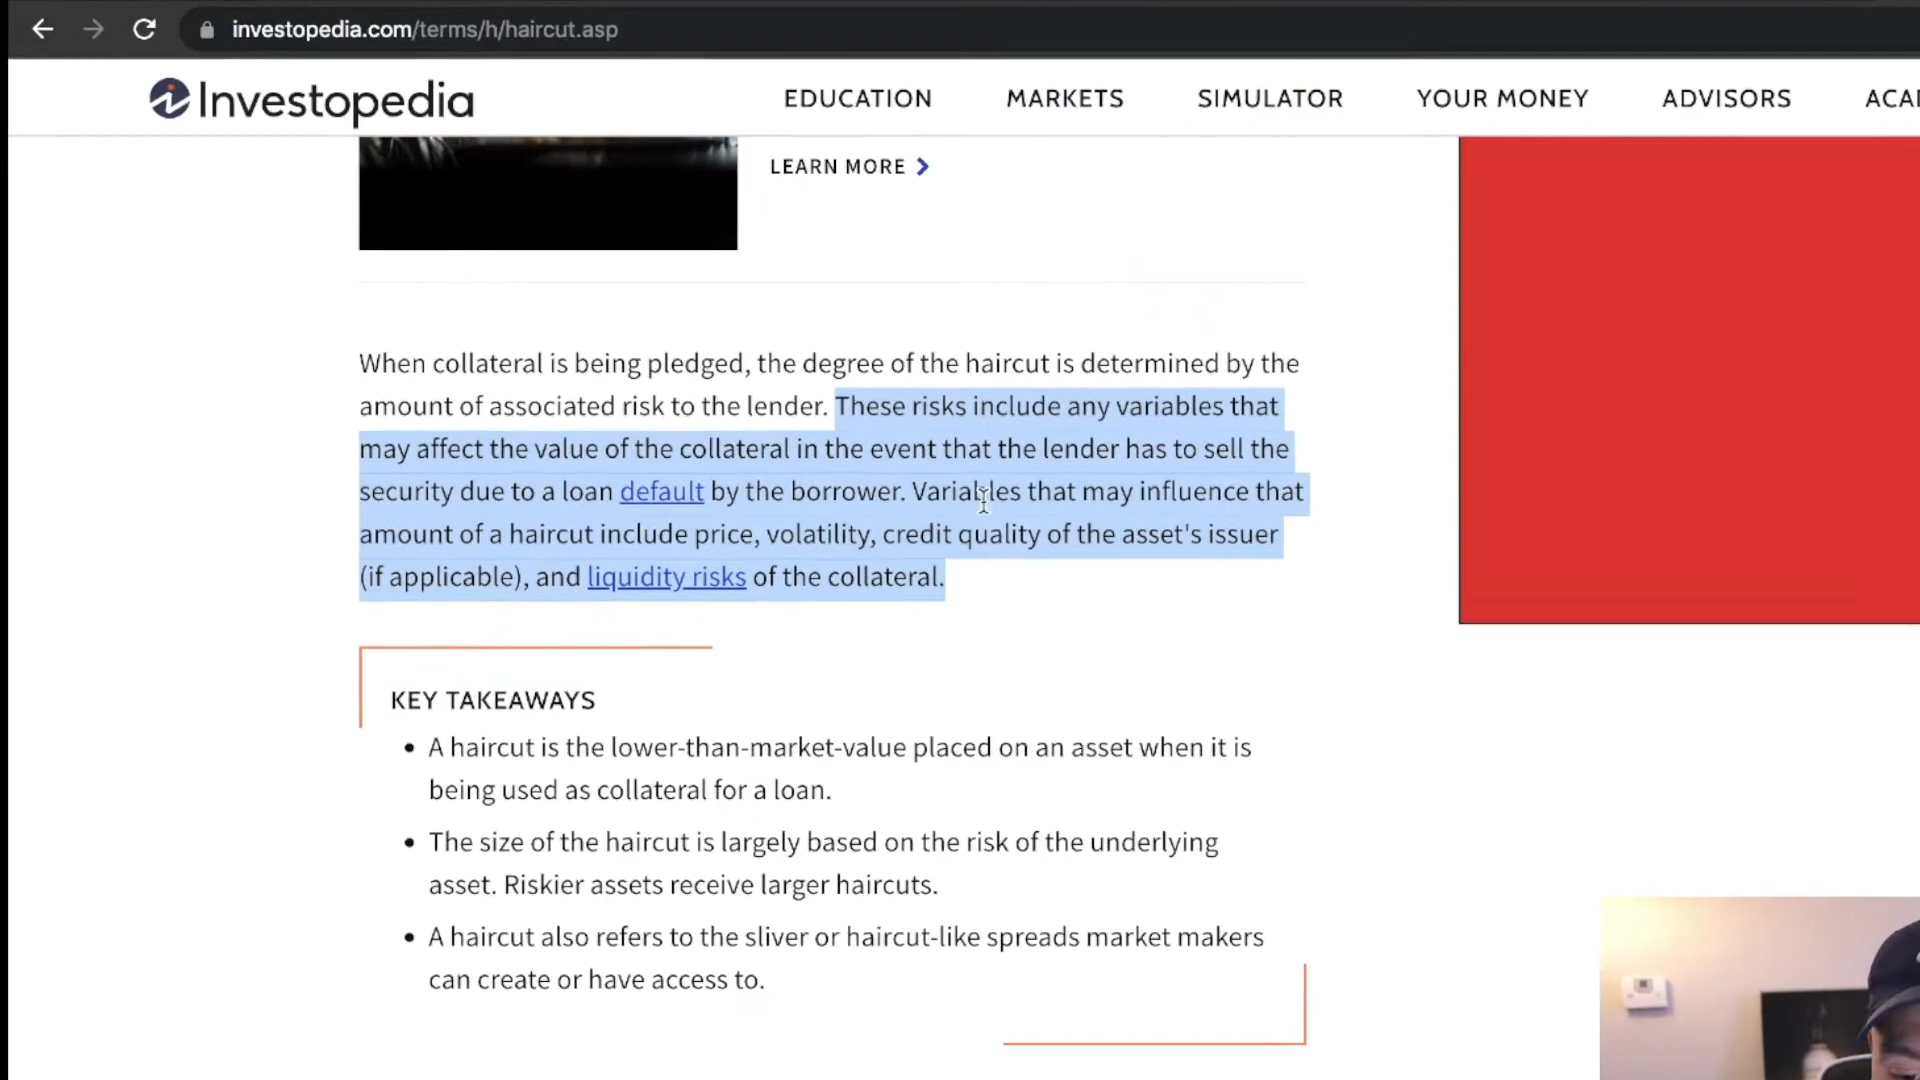 investopedia.com/terms/h/haircut.asp
Investopedia
EDUCATION
MARKETS
SIMULATOR
YOUR MONEY
ADVISORS
LEARN MORE
When collateral is being pledged, the degree of the haircut is determined by the
amount of associated risk to the lender. These risks include any variables that
may affect the value of the collateral in the event that the lender has to sell the
security due to a loan default by the borrower. Variables that may influence that
amount of a haircut include price, volatility, credit quality of the asset's issuer
(if applicable), and liquidity risks of the collateral.
KEY TAKEAWAYS
• A haircut is the lower-than-market-value placed on an asset when it is
being used as collateral for a loan.
• The size of the haircut is largely based on the risk of the underlying
asset. Riskier assets receive larger haircuts.
• A haircut also refers to the sliver or haircut-like spreads market makers
can create or have access to.